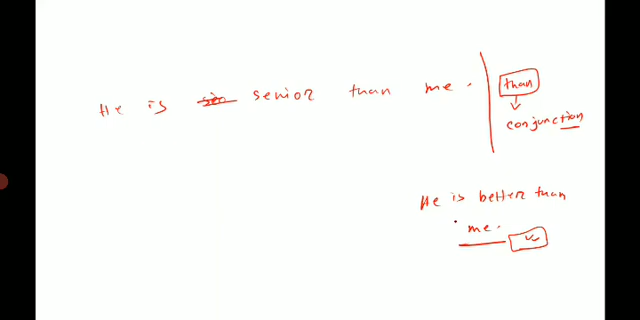 He is senior than me.
than
conjunction
He is better than
me.